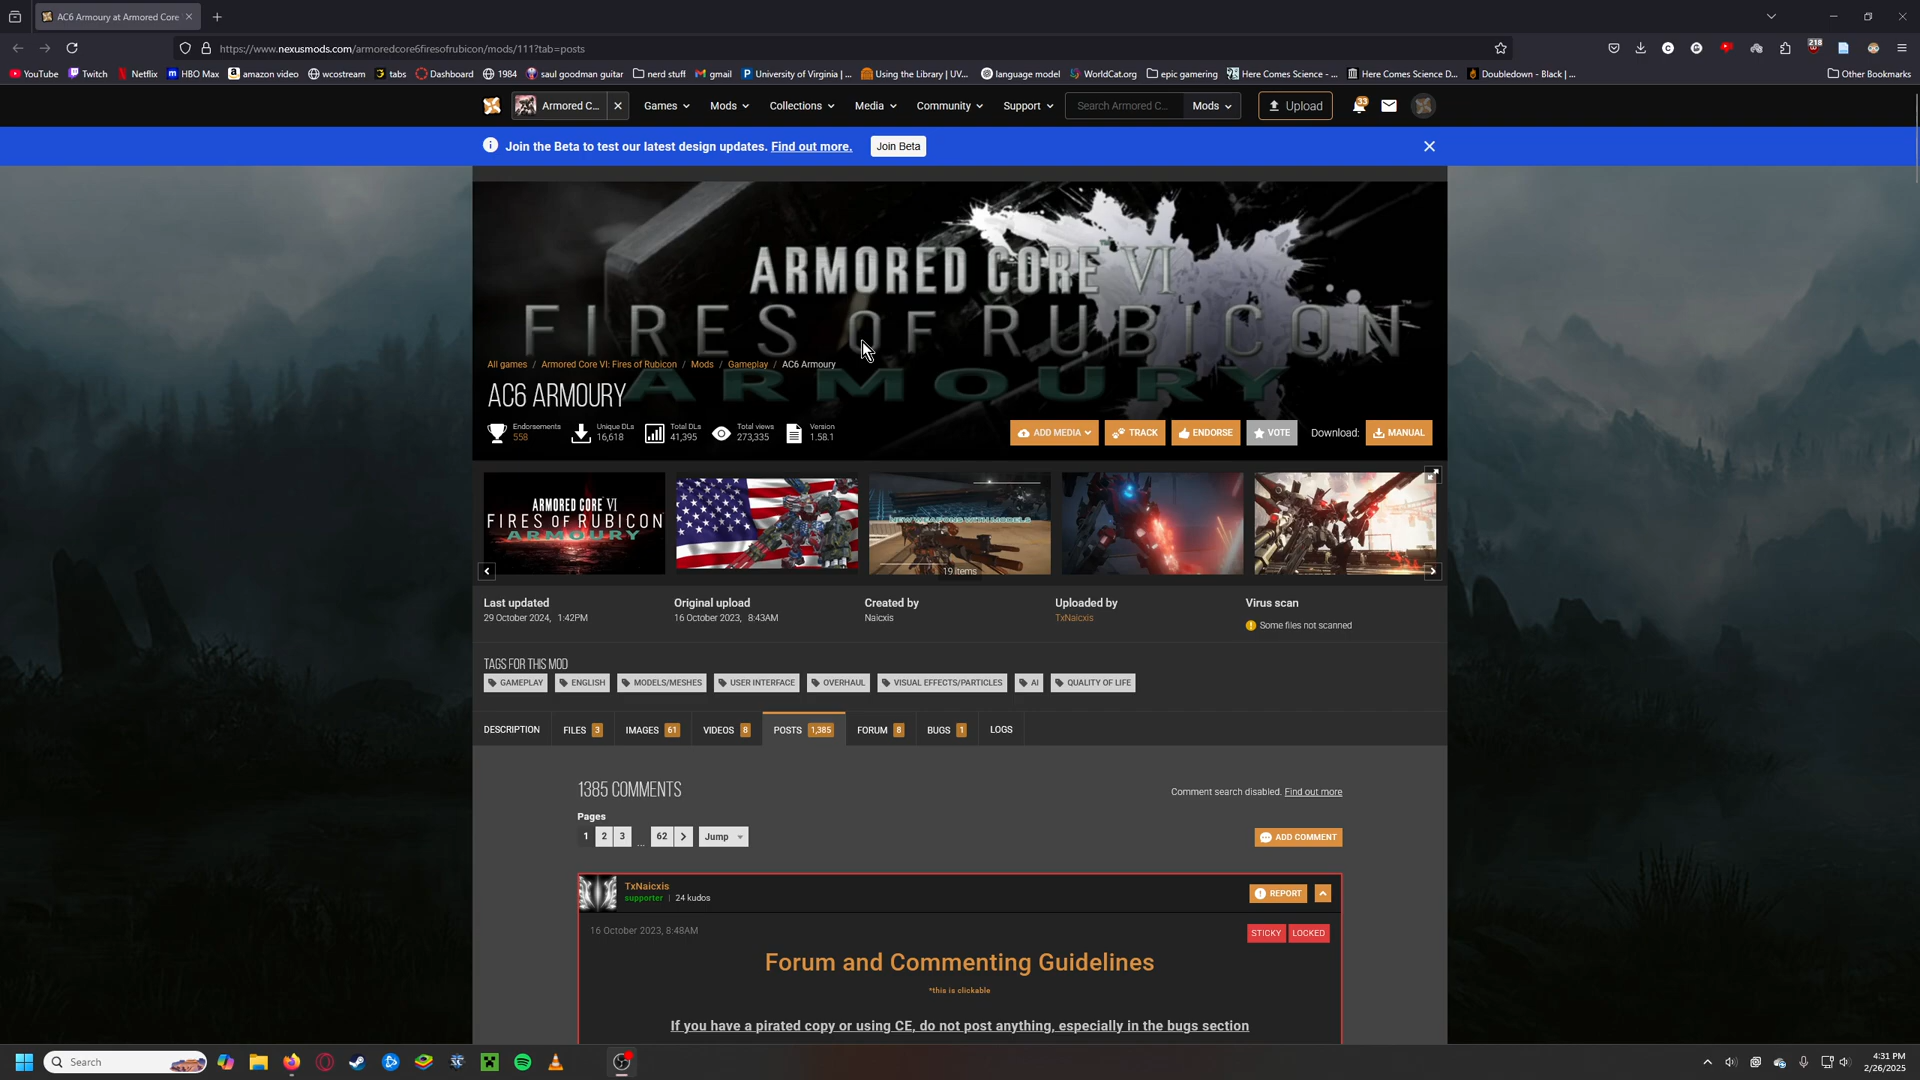 AC6 Armoury at Armored Core
https://www.nexusmods.com/armoredcore6firesofrubicon/mods/111?tab=posts
218
YouTube Twitch Netflix HBO Max amazon video wcostream tabs Dashboard 1984 saul goodman guitar nerd stuff gmail University of Virginia |... Using the Library | UV... language model WorldCat.org epic gamering Here Comes Science - ... Here Comes Science D... Doubledown - Black | ... Other Bookmarks
Armored C... Games Mods Collections Media Community Support Search Armored C... Mods Upload 33
Join the Beta to test our latest design updates. Find out more. Join Beta
ARMORED CORE VI
FIRES OF RUBICON
ARMOURY
All games / Armored Core VI: Fires of Rubicon / Mods / Gameplay / AC6 Armoury
AC6 ARMOURY
Endorsements Unique DLs Total DLs Total views Version
558 16,618 41,395 273,335 1.58.1
ADD MEDIA TRACK ENDORSE VOTE Download: MANUAL
ARMORED CORE VI
FIRES OF RUBICON
ARMOURY
NEW WEAPONS WITH MODELS
19 items
Last updated Original upload Created by Uploaded by Virus scan
29 October 2024, 1:42PM 16 October 2023, 8:43AM Naicxis TxNaicxis Some files not scanned
TAGS FOR THIS MOD
GAMEPLAY ENGLISH MODELS/MESHES USER INTERFACE OVERHAUL VISUAL EFFECTS/PARTICLES AI QUALITY OF LIFE
DESCRIPTION FILES 3 IMAGES 61 VIDEOS 8 POSTS 1,385 FORUM 8 BUGS 1 LOGS
1385 COMMENTS
Comment search disabled. Find out more
Pages
1 2 3 ... 62 Jump ADD COMMENT
TxNaicxis
supporter | 24 kudos
REPORT
16 October 2023, 8:48AM
STICKY LOCKED
Forum and Commenting Guidelines
*this is clickable
If you have a pirated copy or using CE, do not post anything, especially in the bugs section
Search
4:31 PM
2/26/2025